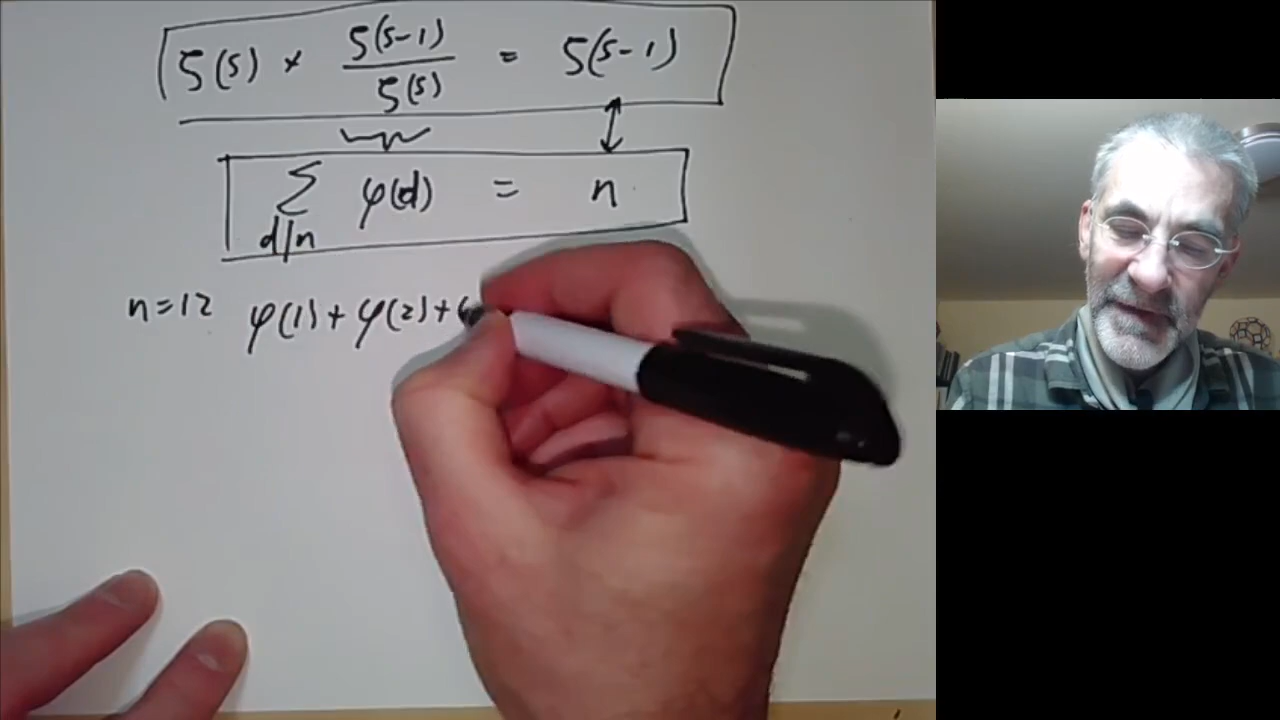 ζ(s) × ζ(s-1)/ζ(s) = ζ(s-1)
∑ φ(d) = n
d|n
n=12 φ(1)+φ(2)+